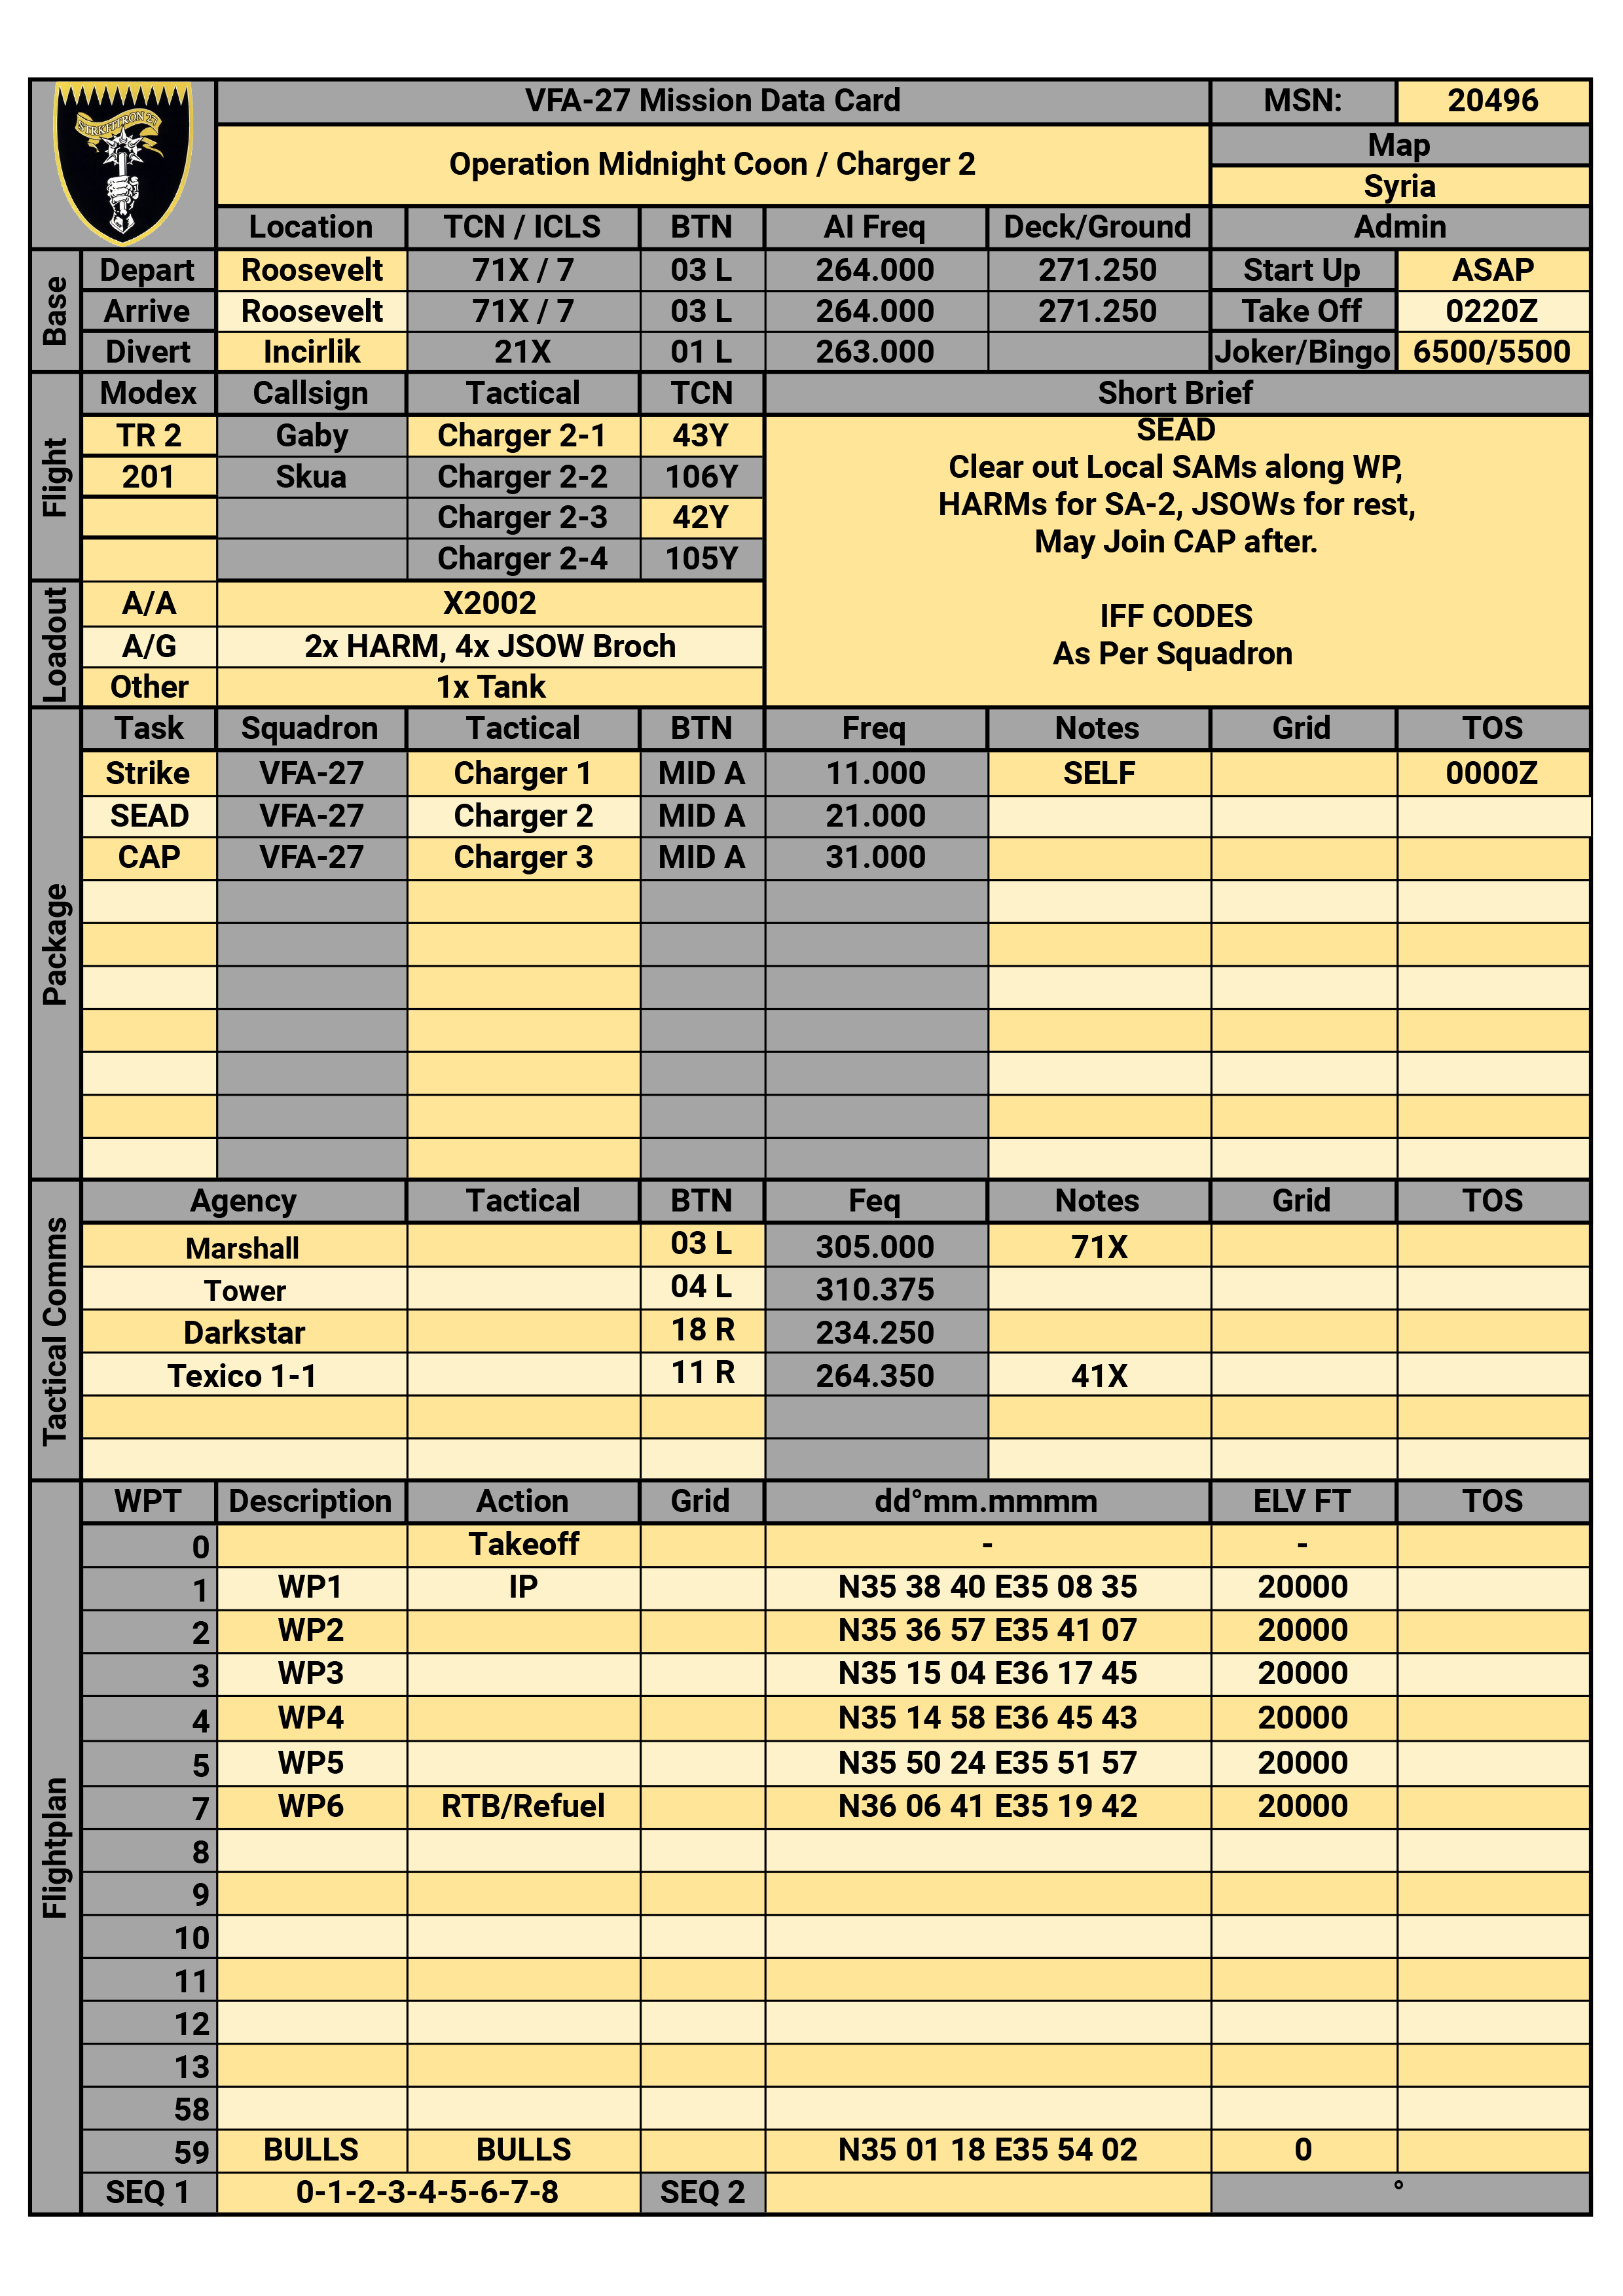 STRKFITRON 27
VFA-27 Mission Data Card MSN: 20496
Operation Midnight Coon / Charger 2 Map
Syria
Location TCN / ICLS BTN AI Freq Deck/Ground Admin
Base
Depart Roosevelt 71X / 7 03 L 264.000 271.250 Start Up ASAP
Arrive Roosevelt 71X / 7 03 L 264.000 271.250 Take Off 0220Z
Divert Incirlik 21X 01 L 263.000 Joker/Bingo 6500/5500
Flight
Modex Callsign Tactical TCN Short Brief
TR 2 Gaby Charger 2-1 43Y
201 Skua Charger 2-2 106Y
Charger 2-3 42Y
Charger 2-4 105Y
SEAD
Clear out Local SAMs along WP,
HARMs for SA-2, JSOWs for rest,
May Join CAP after.
IFF CODES
As Per Squadron
Loadout
A/A X2002
A/G 2x HARM, 4x JSOW Broch
Other 1x Tank
Package
Task Squadron Tactical BTN Freq Notes Grid TOS
Strike VFA-27 Charger 1 MID A 11.000 SELF 0000Z
SEAD VFA-27 Charger 2 MID A 21.000
CAP VFA-27 Charger 3 MID A 31.000
Tactical Comms
Agency Tactical BTN Feq Notes Grid TOS
Marshall 03 L 305.000 71X
Tower 04 L 310.375
Darkstar 18 R 234.250
Texico 1-1 11 R 264.350 41X
Flightplan
WPT Description Action Grid dd°mm.mmmm ELV FT TOS
0 Takeoff - -
1 WP1 IP N35 38 40 E35 08 35 20000
2 WP2 N35 36 57 E35 41 07 20000
3 WP3 N35 15 04 E36 17 45 20000
4 WP4 N35 14 58 E36 45 43 20000
5 WP5 N35 50 24 E35 51 57 20000
7 WP6 RTB/Refuel N36 06 41 E35 19 42 20000
8
9
10
11
12
13
58
59 BULLS BULLS N35 01 18 E35 54 02 0
SEQ 1 0-1-2-3-4-5-6-7-8 SEQ 2 °